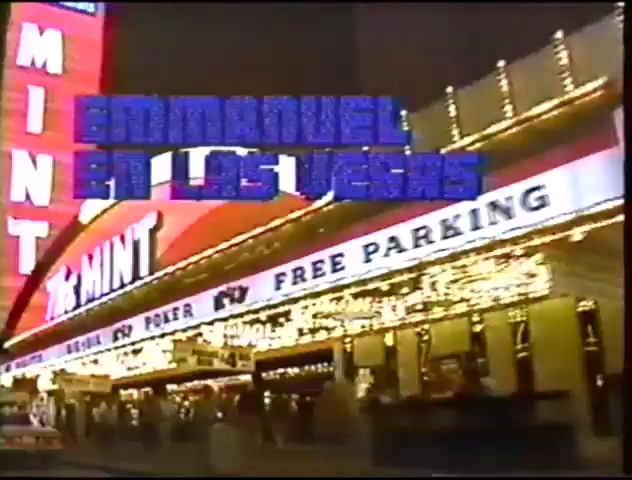 MINT
EMMANUEL
EN LAS VEGAS
The MINT
POKER
FREE PARKING